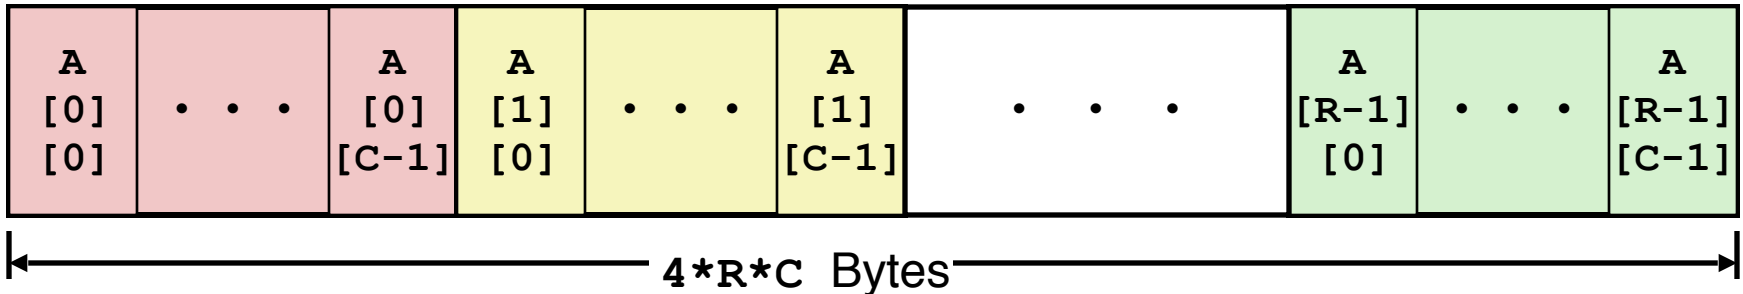 A A A A A A
[0] • • • [0] [1] • • • [1] • • • [R-1] • • • [R-1]
[0] [C-1] [0] [C-1] [0] [C-1]
4*R*C Bytes